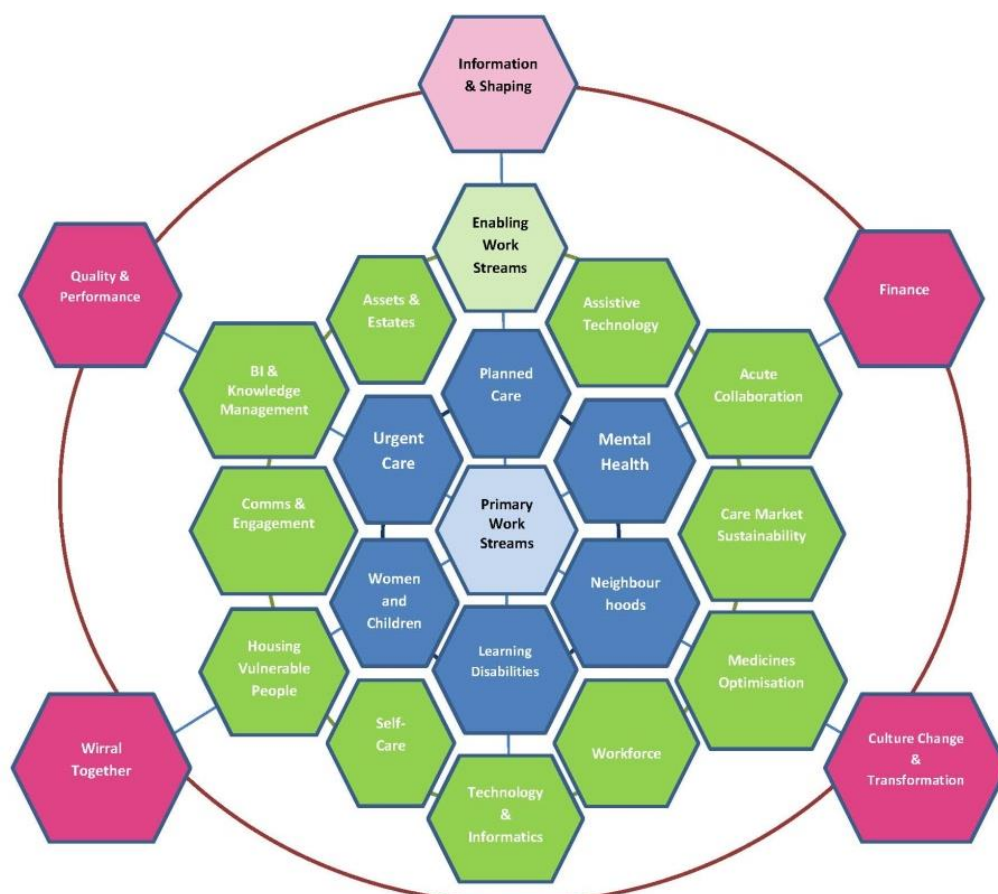 Information
& Shaping
Enabling
Work
Streams
Quality &
Performance
Finance
Assets &
Estates
Assistive
Technology
BI &
Knowledge
Management
Planned
Care
Acute
Collaboration
Urgent
Care
Mental
Health
Comms &
Engagement
Primary
Work
Streams
Care Market
Sustainability
Women
and
Children
Neighbour
hoods
Housing
Vulnerable
People
Learning
Disabilities
Medicines
Optimisation
Self-
Care
Workforce
Wirral
Together
Technology
&
Informatics
Culture Change
&
Transformation